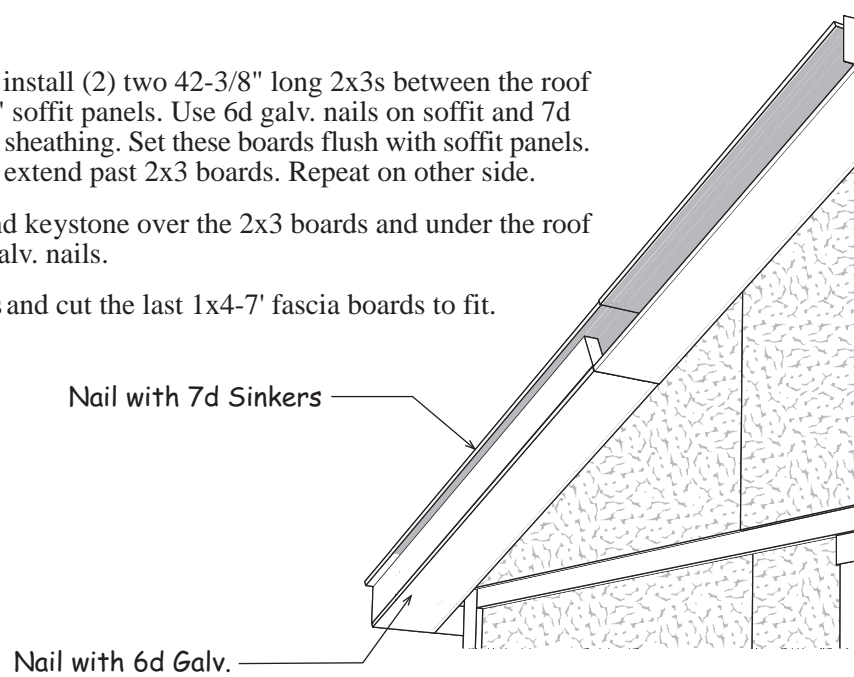 install (2) two 42-3/8" long 2x3s between the roof
' soffit panels. Use 6d galv. nails on soffit and 7d
sheathing. Set these boards flush with soffit panels.
extend past 2x3 boards. Repeat on other side.
nd keystone over the 2x3 boards and under the roof
alv. nails.
s and cut the last 1x4-7' fascia boards to fit.
Nail with 7d Sinkers
Nail with 6d Galv.